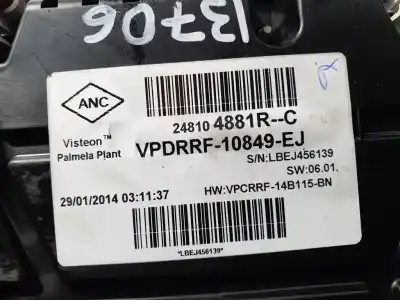 13706
ANC
24810 4881R--C
Visteon
Palmela Plant
VPDRRF-10849-EJ
S/N:LBEJ456139
SW:06.01.
29/01/2014 03:11:37
HW:VPCRRF-14B115-BN
"LBEJ456139"